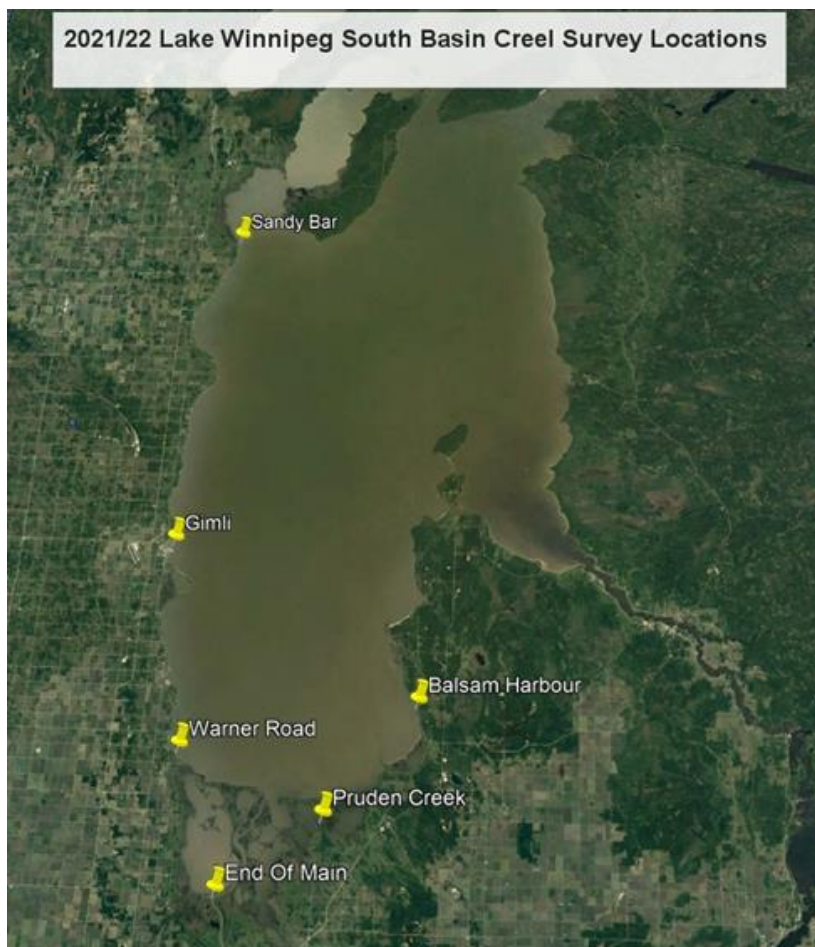 2021/22 Lake Winnipeg South Basin Creel Survey Locations
Sandy Bar
Gimli
Balsam Harbour
Warner Road
Pruden Creek
End Of Main